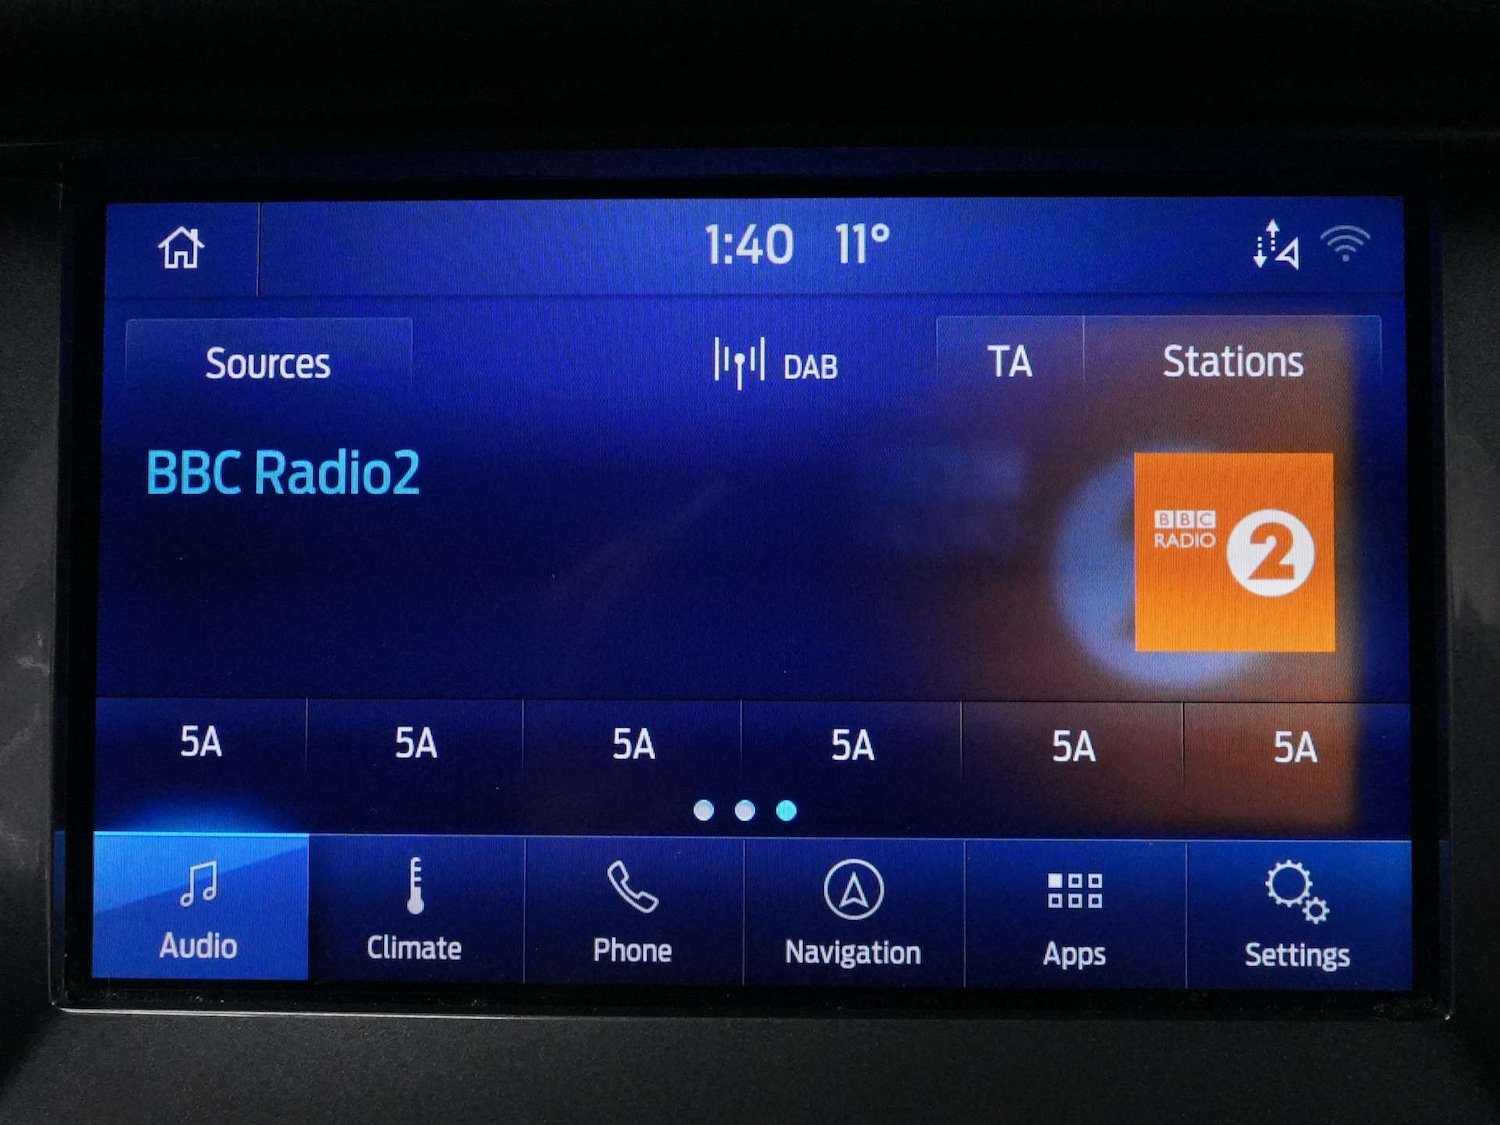 1:40 11°
Sources
DAB
TA
Stations
BBC Radio2
BBC
RADIO
2
5A
5A
5A
5A
5A
5A
Audio
Climate
Phone
Navigation
Apps
Settings